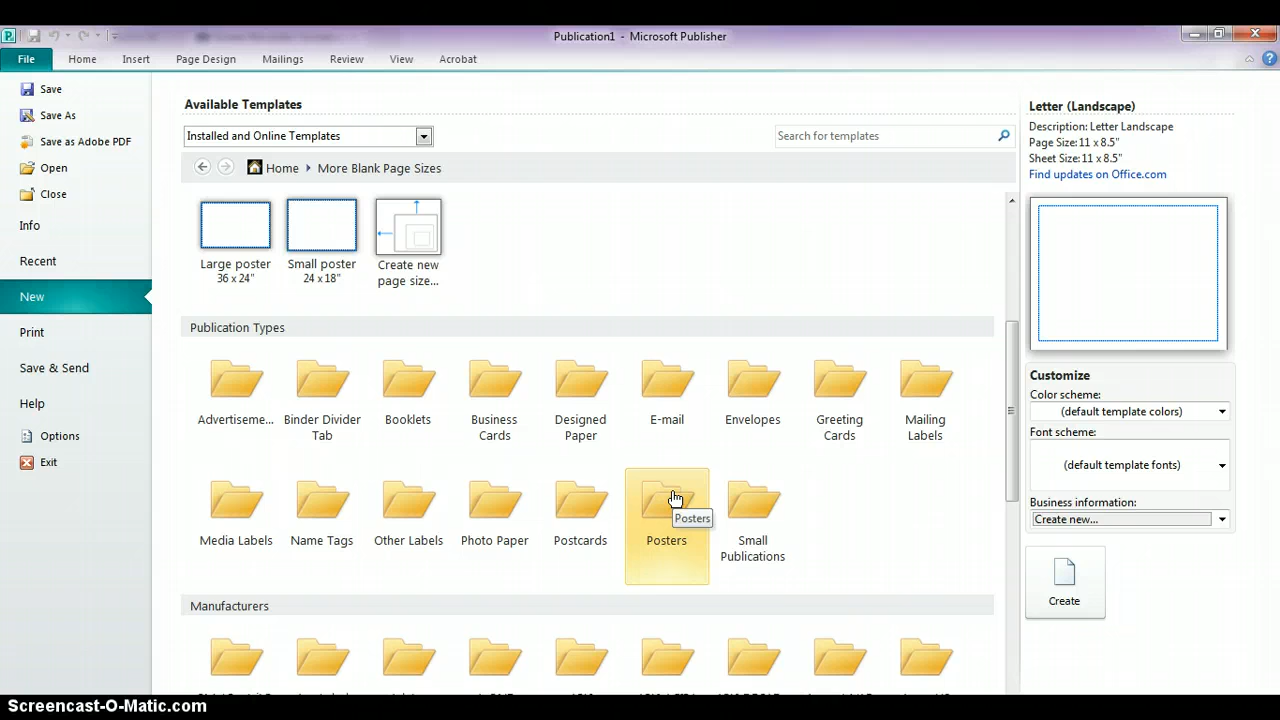 Publication1 - Microsoft Publisher
File Home Insert Page Design Mailings Review View Acrobat
Save
Save As
Save as Adobe PDF
Open
Close
Info
Recent
New
Print
Save & Send
Help
Options
Exit
Available Templates
Installed and Online Templates
Search for templates
Home More Blank Page Sizes
Large poster
36 x 24"
Small poster
24 x 18"
Create new
page size...
Publication Types
Advertiseme...
Binder Divider
Tab
Booklets
Business
Cards
Designed
Paper
E-mail
Envelopes
Greeting
Cards
Mailing
Labels
Media Labels
Name Tags
Other Labels
Photo Paper
Postcards
Posters
Posters
Small
Publications
Manufacturers
Letter (Landscape)
Description: Letter Landscape
Page Size: 11 x 8.5"
Sheet Size: 11 x 8.5"
Find updates on Office.com
Customize
Color scheme:
(default template colors)
Font scheme:
(default template fonts)
Business information:
Create new...
Create
Screencast-O-Matic.com